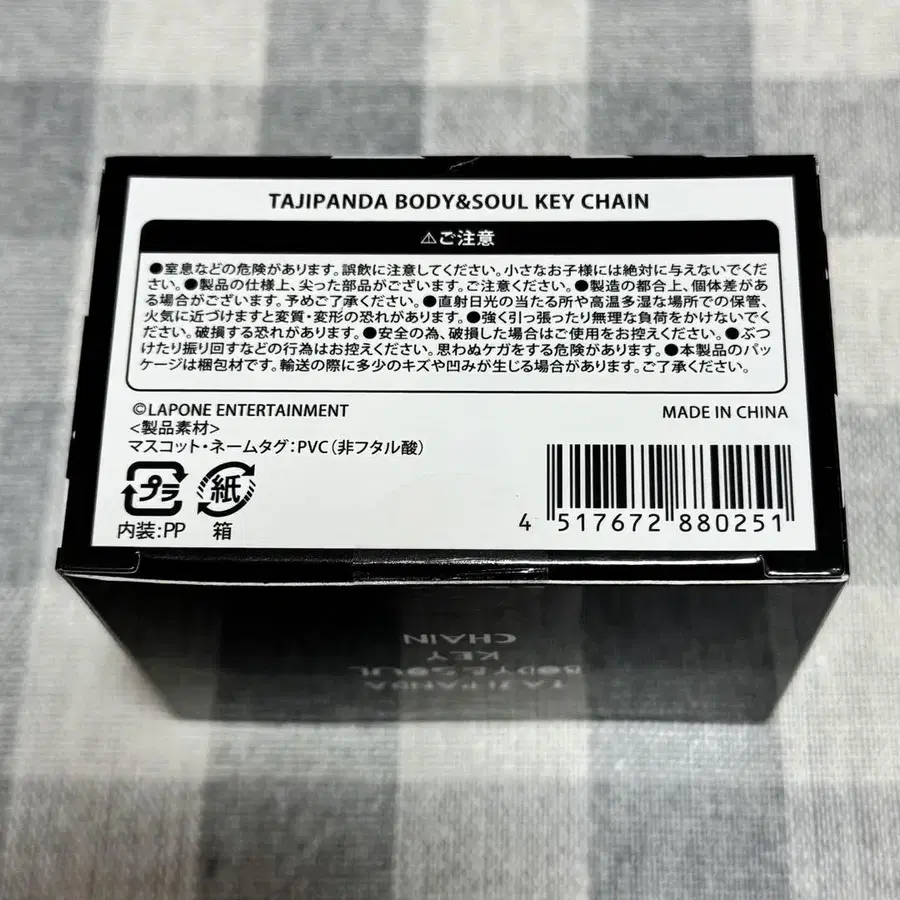 TAJIPANDA BODY&SOUL KEY CHAIN
⚠ご注意
●窒息などの危険があります。誤飲に注意してください。小さなお子様には絶対に与えないでくだ
さい。●製品の仕様上、尖った部品がございます。ご注意ください。●製造の都合上、個体差があ
る場合がございます。予めご了承ください。●直射日光の当たる所や高温多湿な場所での保管、
火気に近づけますと変質・変形の恐れがあります。●強く引っ張ったり無理な負荷をかけないでく
ださい。破損する恐れがあります。●安全の為、破損した場合はご使用をお控えください。●ぶつ
けたり振り回すなどの行為はお控えください。思わぬケガをする危険があります。●本製品のパッ
ケージは梱包材です。輸送の際に多少のキズや凹みが生じる場合があります。ご了承ください。
©LAPONE ENTERTAINMENT
MADE IN CHINA
<製品素材>
マスコット・ネームタグ:PVC(非フタル酸)
プラ
紙
内装:PP
箱
4 517672 880251
TAJIPANDA
BODY&SOUL
KEY
CHAIN